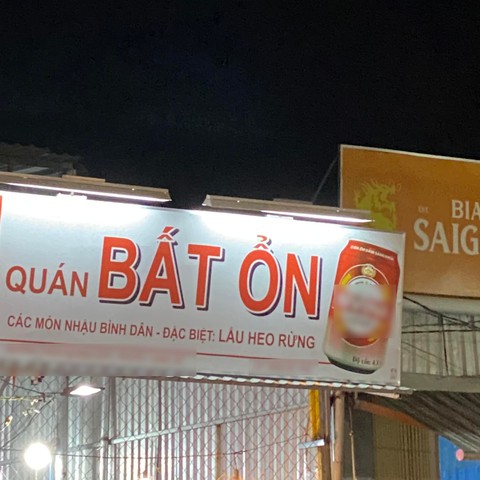 QUÁN BẤT ỔN
CÁC MÓN NHẬU BÌNH DÂN - ĐẶC BIỆT: LẨU HEO RỪNG
BIA
SAIG